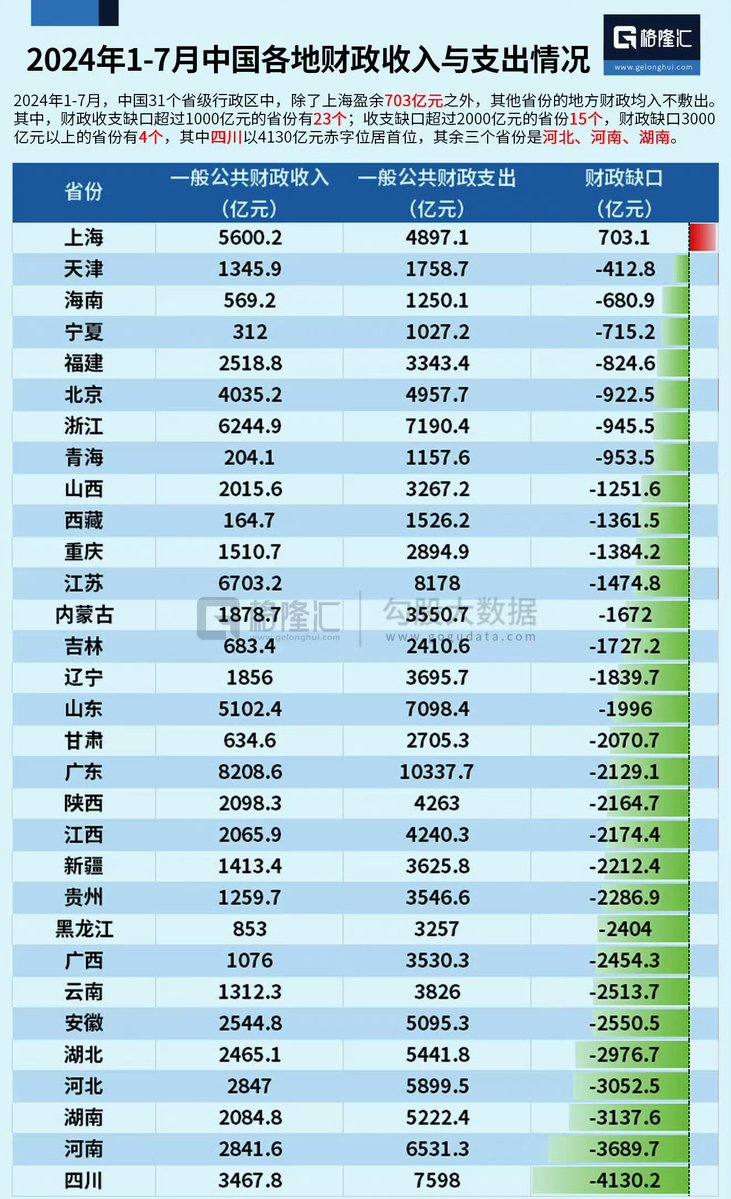 格隆汇
www.gelonghui.com
2024年1-7月中国各地财政收入与支出情况
2024年1-7月，中国31个省级行政区中，除了上海盈余703亿元之外，其他省份的地方财政均入不敷出。
其中，财政收支缺口超过1000亿元的省份有23个；收支缺口超过2000亿元的省份15个，财政缺口3000
亿元以上的省份有4个，其中四川以4130亿元赤字位居首位，其余三个省份是河北、河南、湖南。
省份 一般公共财政收入（亿元） 一般公共财政支出（亿元） 财政缺口（亿元）
上海 5600.2 4897.1 703.1
天津 1345.9 1758.7 -412.8
海南 569.2 1250.1 -680.9
宁夏 312 1027.2 -715.2
福建 2518.8 3343.4 -824.6
北京 4035.2 4957.7 -922.5
浙江 6244.9 7190.4 -945.5
青海 204.1 1157.6 -953.5
山西 2015.6 3267.2 -1251.6
西藏 164.7 1526.2 -1361.5
重庆 1510.7 2894.9 -1384.2
江苏 6703.2 8178 -1474.8
内蒙古 1878.7 3550.7 -1672
格隆汇 勾股大数据
www.gelonghui.com www.gogudata.com
吉林 683.4 2410.6 -1727.2
辽宁 1856 3695.7 -1839.7
山东 5102.4 7098.4 -1996
甘肃 634.6 2705.3 -2070.7
广东 8208.6 10337.7 -2129.1
陕西 2098.3 4263 -2164.7
江西 2065.9 4240.3 -2174.4
新疆 1413.4 3625.8 -2212.4
贵州 1259.7 3546.6 -2286.9
黑龙江 853 3257 -2404
广西 1076 3530.3 -2454.3
云南 1312.3 3826 -2513.7
安徽 2544.8 5095.3 -2550.5
湖北 2465.1 5441.8 -2976.7
河北 2847 5899.5 -3052.5
湖南 2084.8 5222.4 -3137.6
河南 2841.6 6531.3 -3689.7
四川 3467.8 7598 -4130.2